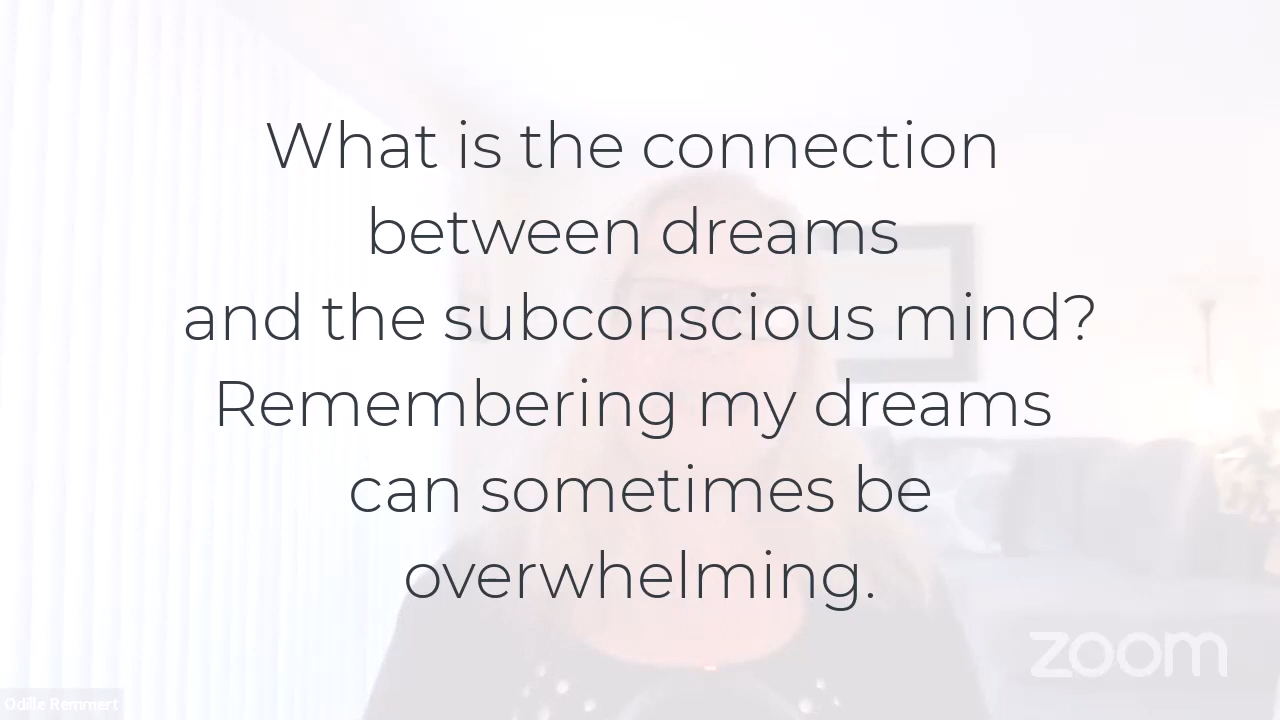 What is the connection
between dreams
and the subconscious mind?
Remembering my dreams
can sometimes be
overwhelming.
zoom
Odille Remmert